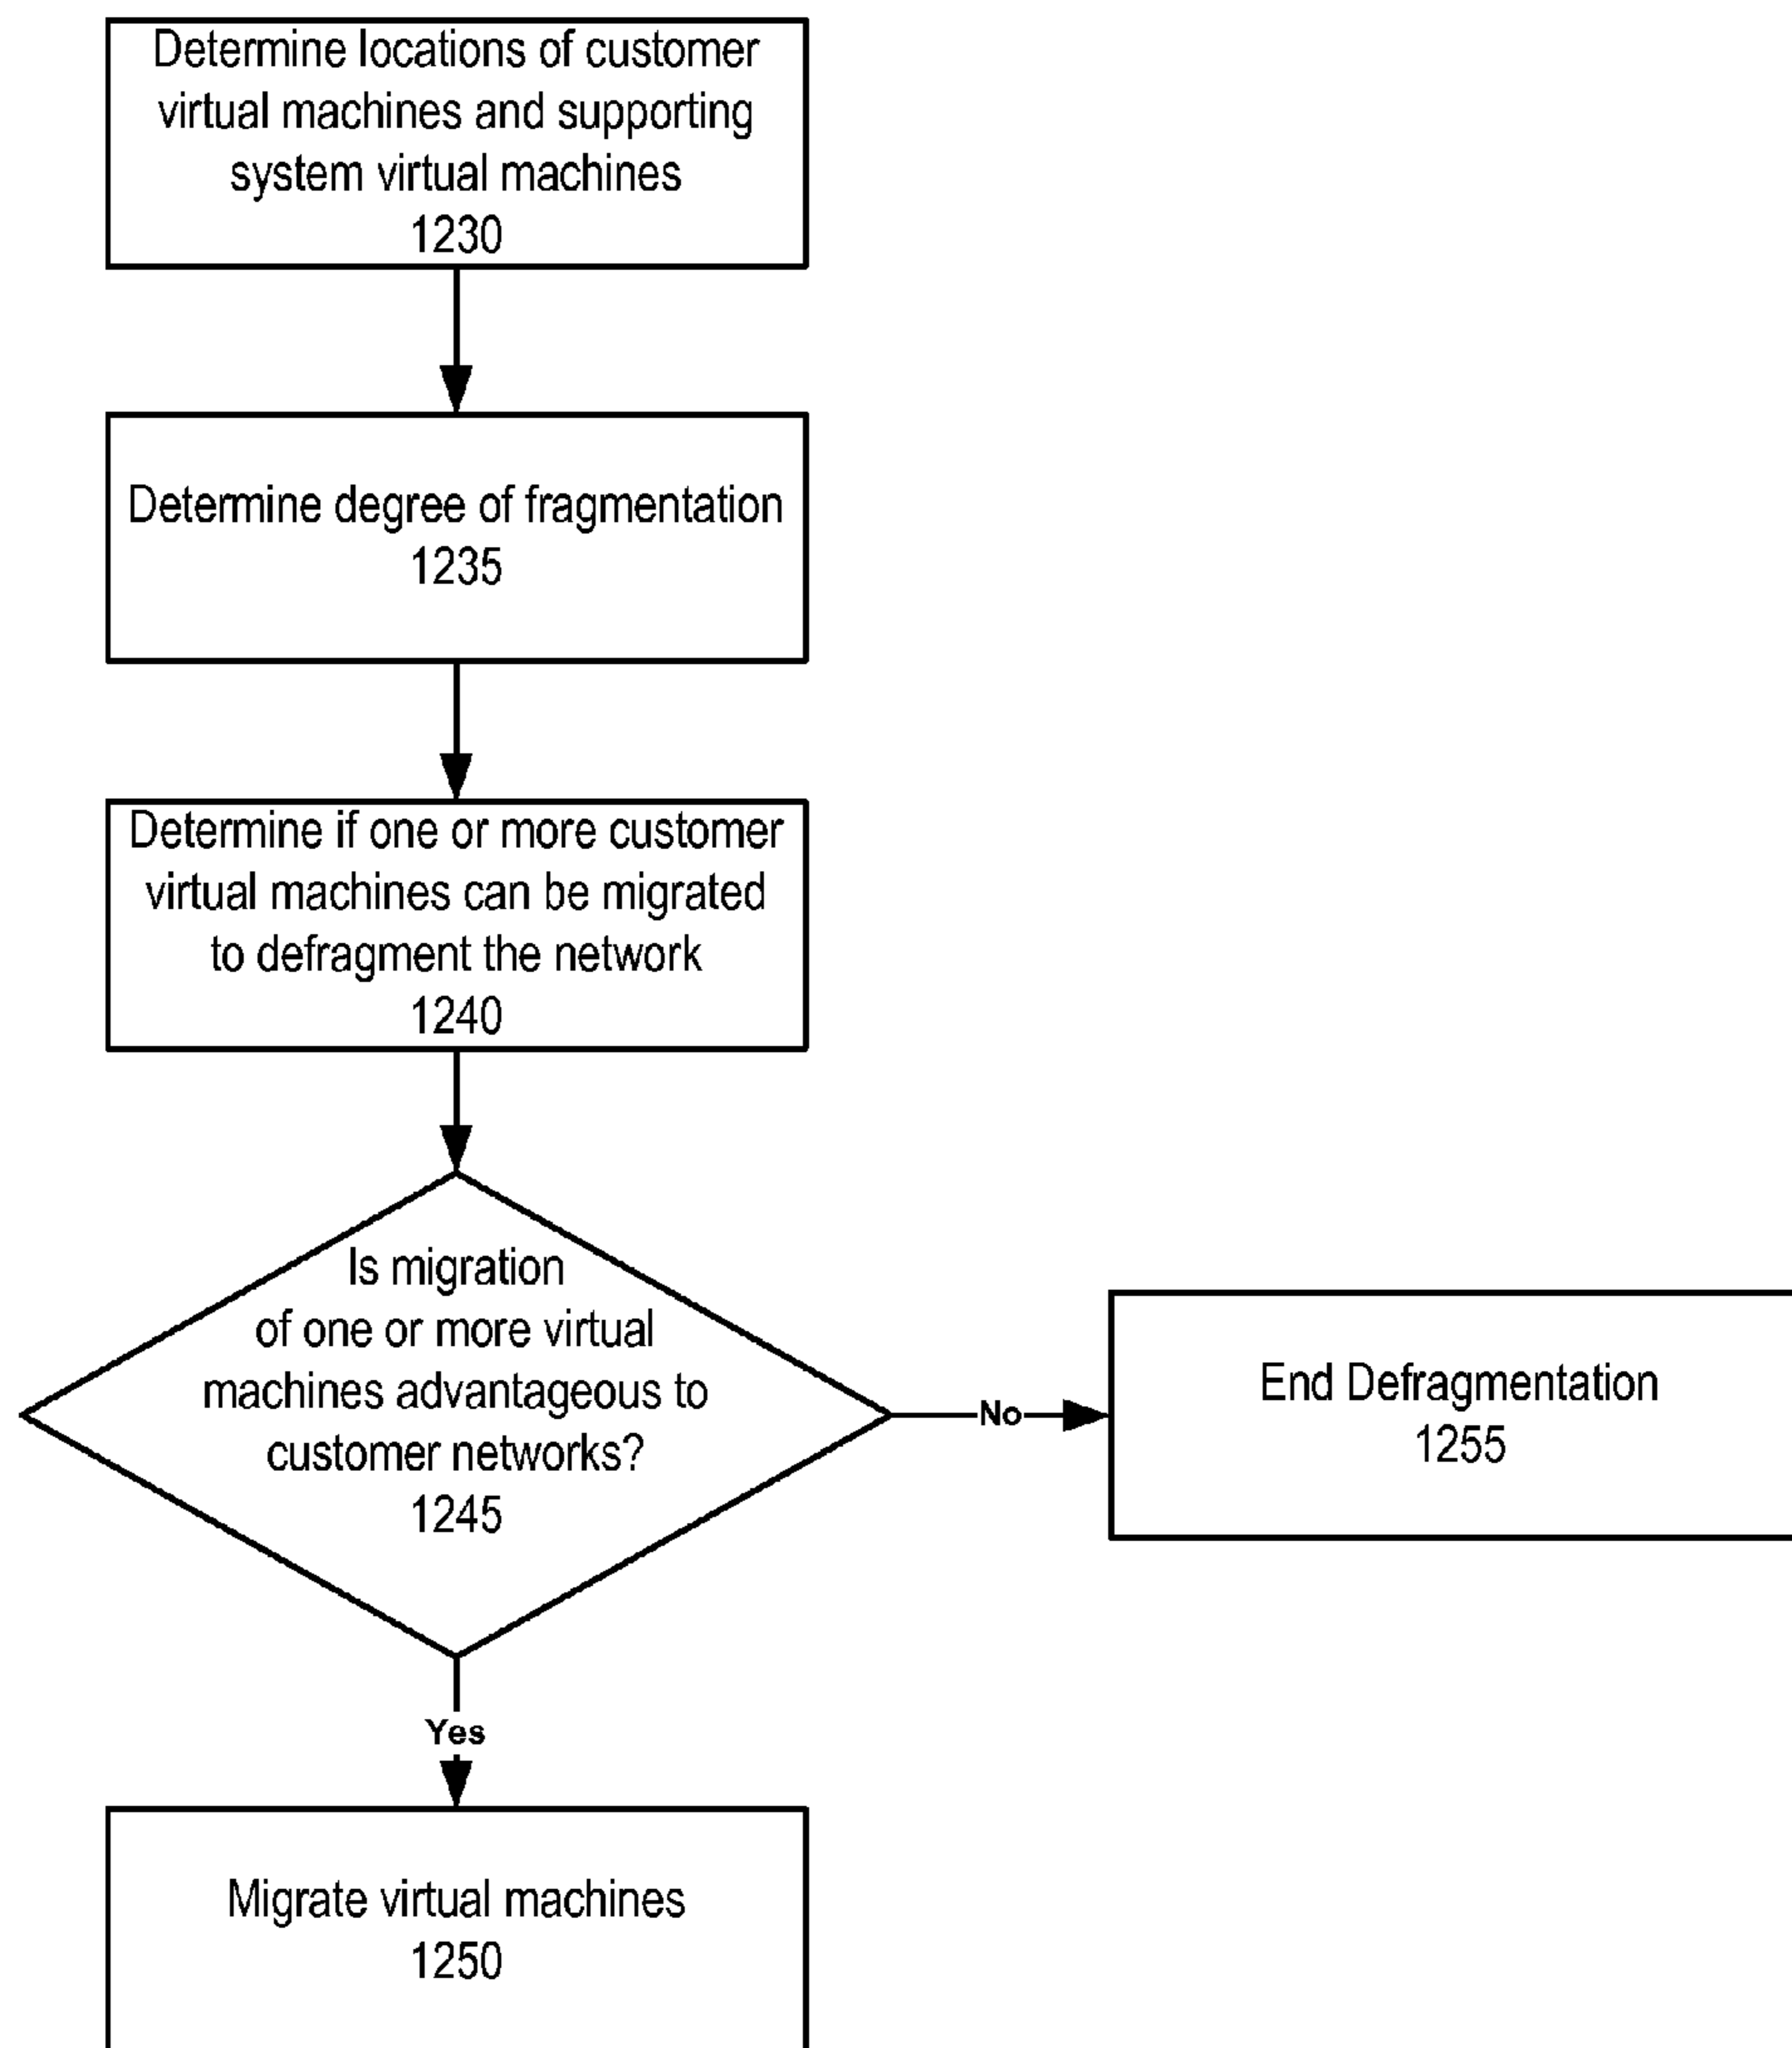 Determine locations of customer
virtual machines and supporting
system virtual machines
1230
Determine degree of fragmentation
1235
Determine if one or more customer
virtual machines can be migrated
to defragment the network
1240
Is migration
of one or more virtual
machines advantageous to
customer networks?
1245
No
End Defragmentation
1255
Yes
Migrate virtual machines
1250